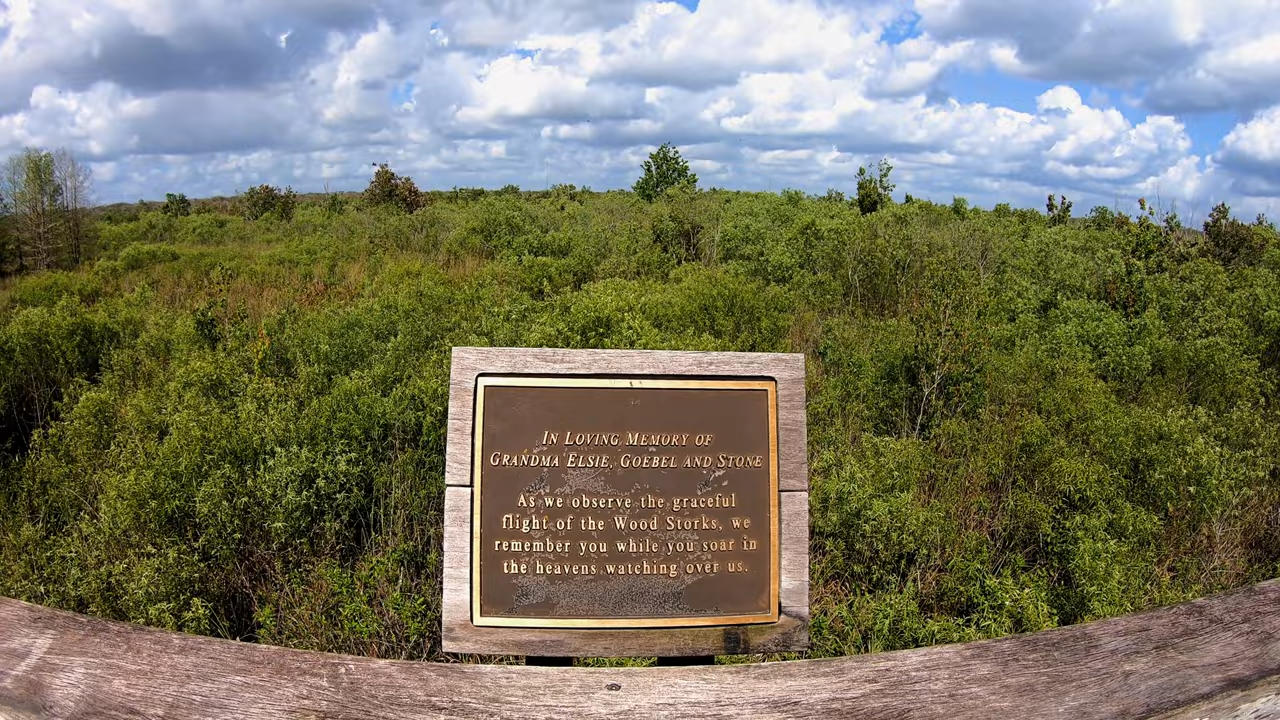 IN LOVING MEMORY OF
GRANDMA ELSIE, GOEBEL AND STONE
As we observe the graceful
flight of the Wood Storks, we
remember you while you soar in
the heavens watching over us.